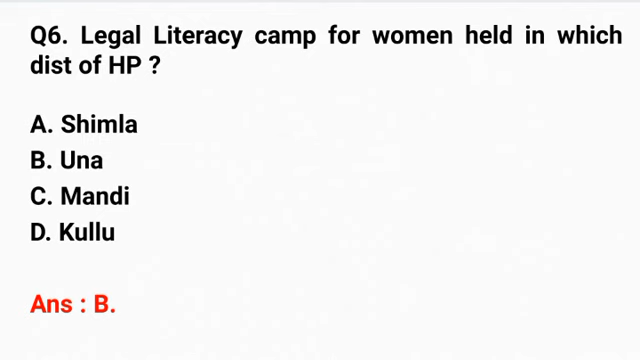 Q6. Legal Literacy camp for women held in which
dist of HP ?
A. Shimla
B. Una
C. Mandi
D. Kullu
Ans : B.